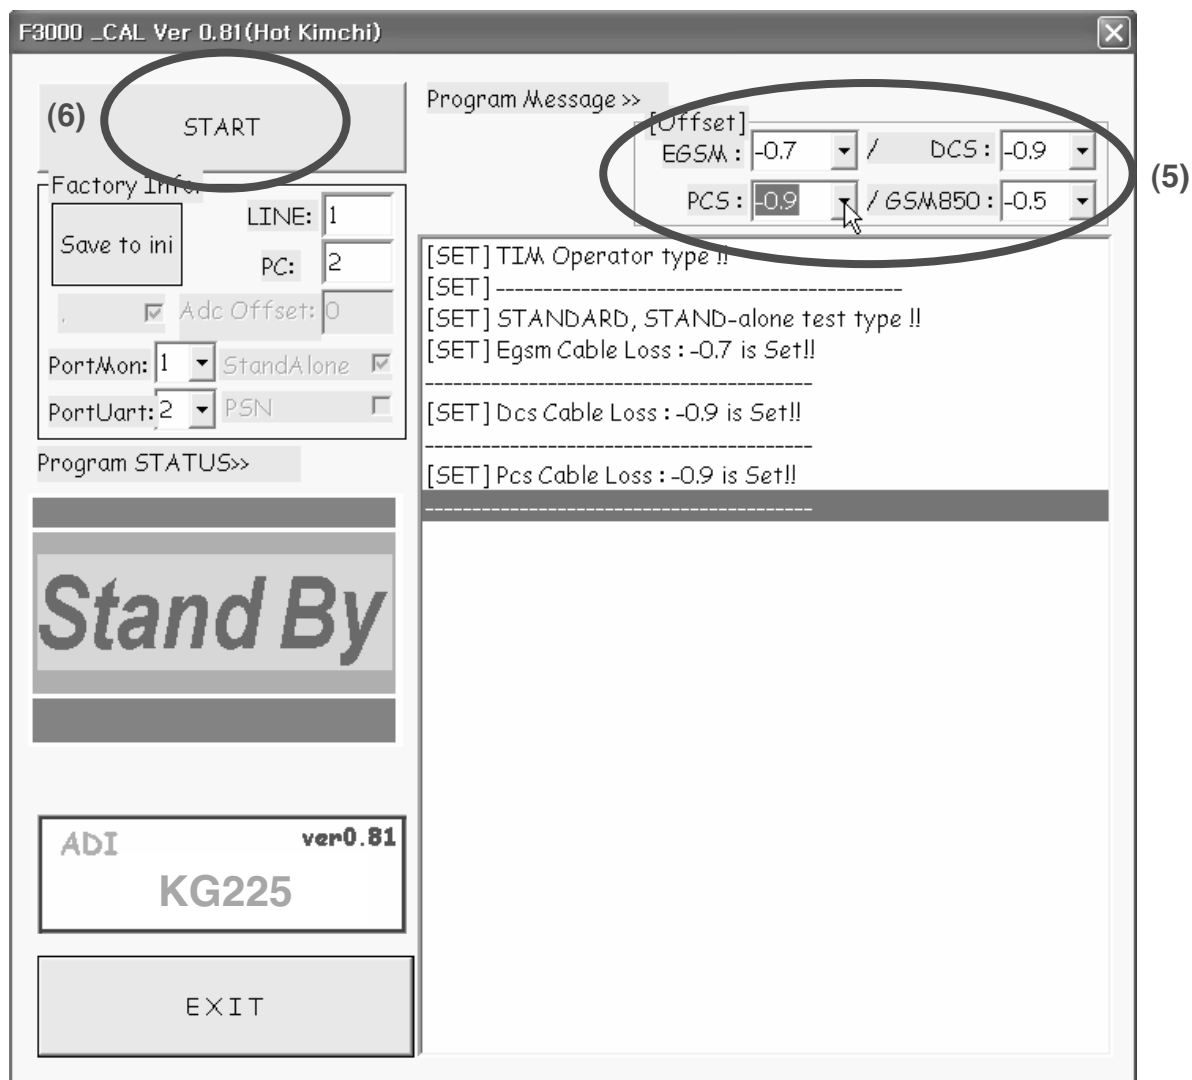 F3000 _CAL Ver 0.81(Hot Kimchi)
(6)
START
Program Message >>
[Offset]
EGSM : -0.7 / DCS : -0.9
PCS : -0.9 / GSM850 : -0.5
(5)
Factory Infor
Save to ini
LINE: 1
PC: 2
. Adc Offset: 0
PortMon: 1 StandAlone
PortUart: 2 PSN
Program STATUS>>
Stand By
ADI ver0.81
KG225
EXIT
[SET] TIM Operator type !!
[SET] -----------------------------------------
[SET] STANDARD, STAND-alone test type !!
[SET] Egsm Cable Loss : -0.7 is Set!!
-----------------------------------------
[SET] Dcs Cable Loss : -0.9 is Set!!
-----------------------------------------
[SET] Pcs Cable Loss : -0.9 is Set!!
-----------------------------------------